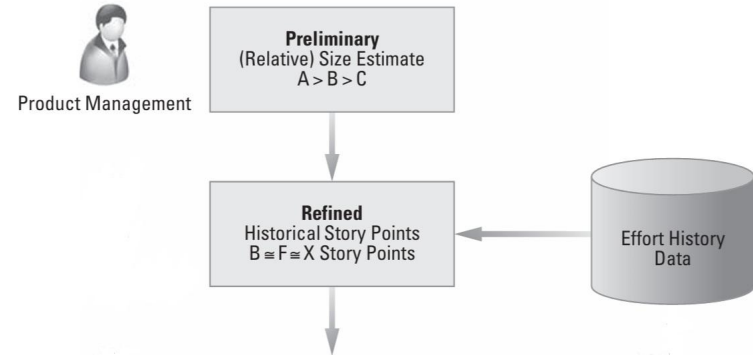 Preliminary
(Relative) Size Estimate
A > B > C
Product Management
Refined
Historical Story Points
B ≅ F ≅ X Story Points
Effort History
Data